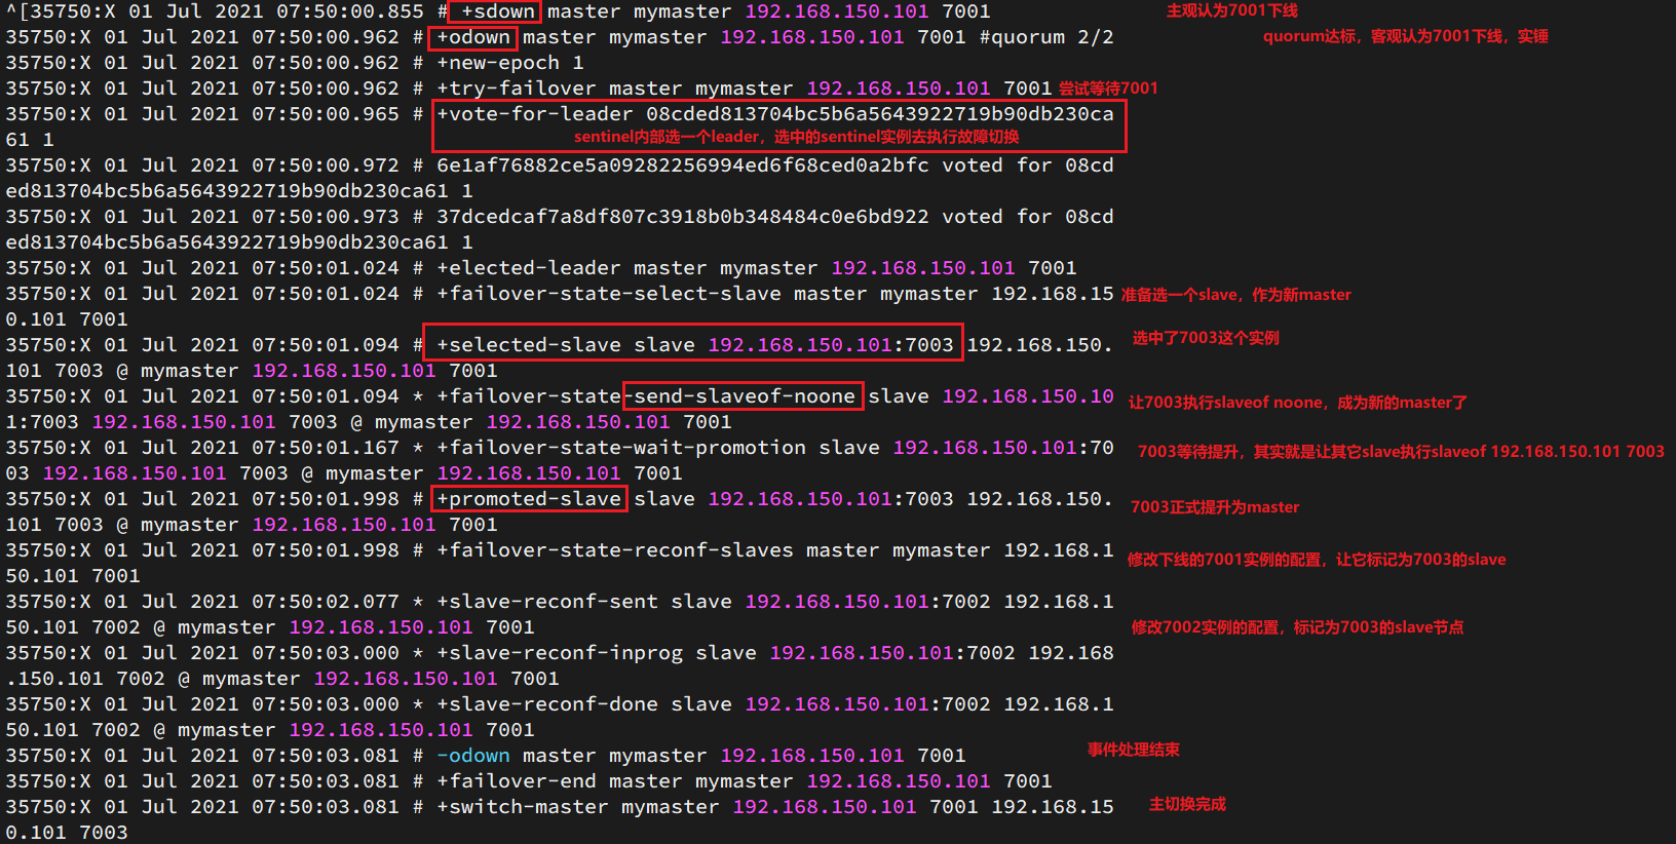 ^[35750:X 01 Jul 2021 07:50:00.855 # +sdown master mymaster 192.168.150.101 7001 主观认为7001下线
35750:X 01 Jul 2021 07:50:00.962 # +odown master mymaster 192.168.150.101 7001 #quorum 2/2 quorum达标，客观认为7001下线，实锤
35750:X 01 Jul 2021 07:50:00.962 # +new-epoch 1
35750:X 01 Jul 2021 07:50:00.962 # +try-failover master mymaster 192.168.150.101 7001 尝试等待7001
35750:X 01 Jul 2021 07:50:00.965 # +vote-for-leader 08cded813704bc5b6a5643922719b90db230ca
61 1 sentinel内部选一个leader，选中的sentinel实例去执行故障切换
35750:X 01 Jul 2021 07:50:00.972 # 6e1af76882ce5a09282256994ed6f68ced0a2bfc voted for 08cd
ed813704bc5b6a5643922719b90db230ca61 1
35750:X 01 Jul 2021 07:50:00.973 # 37dcedcaf7a8df807c3918b0b348484c0e6bd922 voted for 08cd
ed813704bc5b6a5643922719b90db230ca61 1
35750:X 01 Jul 2021 07:50:01.024 # +elected-leader master mymaster 192.168.150.101 7001
35750:X 01 Jul 2021 07:50:01.024 # +failover-state-select-slave master mymaster 192.168.15 准备选一个slave，作为新master
0.101 7001
35750:X 01 Jul 2021 07:50:01.094 # +selected-slave slave 192.168.150.101:7003 192.168.150. 选中了7003这个实例
101 7003 @ mymaster 192.168.150.101 7001
35750:X 01 Jul 2021 07:50:01.094 * +failover-state-send-slaveof-noone slave 192.168.150.10 让7003执行slaveof noone，成为新的master了
1:7003 192.168.150.101 7003 @ mymaster 192.168.150.101 7001
35750:X 01 Jul 2021 07:50:01.167 * +failover-state-wait-promotion slave 192.168.150.101:70 7003等待提升，其实就是让其它slave执行slaveof 192.168.150.101 7003
03 192.168.150.101 7003 @ mymaster 192.168.150.101 7001
35750:X 01 Jul 2021 07:50:01.998 # +promoted-slave slave 192.168.150.101:7003 192.168.150. 7003正式提升为master
101 7003 @ mymaster 192.168.150.101 7001
35750:X 01 Jul 2021 07:50:01.998 # +failover-state-reconf-slaves master mymaster 192.168.1 修改下线的7001实例的配置，让它标记为7003的slave
50.101 7001
35750:X 01 Jul 2021 07:50:02.077 * +slave-reconf-sent slave 192.168.150.101:7002 192.168.1
50.101 7002 @ mymaster 192.168.150.101 7001 修改7002实例的配置，标记为7003的slave节点
35750:X 01 Jul 2021 07:50:03.000 * +slave-reconf-inprog slave 192.168.150.101:7002 192.168
.150.101 7002 @ mymaster 192.168.150.101 7001
35750:X 01 Jul 2021 07:50:03.000 * +slave-reconf-done slave 192.168.150.101:7002 192.168.1
50.101 7002 @ mymaster 192.168.150.101 7001
35750:X 01 Jul 2021 07:50:03.081 # -odown master mymaster 192.168.150.101 7001 事件处理结束
35750:X 01 Jul 2021 07:50:03.081 # +failover-end master mymaster 192.168.150.101 7001
35750:X 01 Jul 2021 07:50:03.081 # +switch-master mymaster 192.168.150.101 7001 192.168.15 主切换完成
0.101 7003